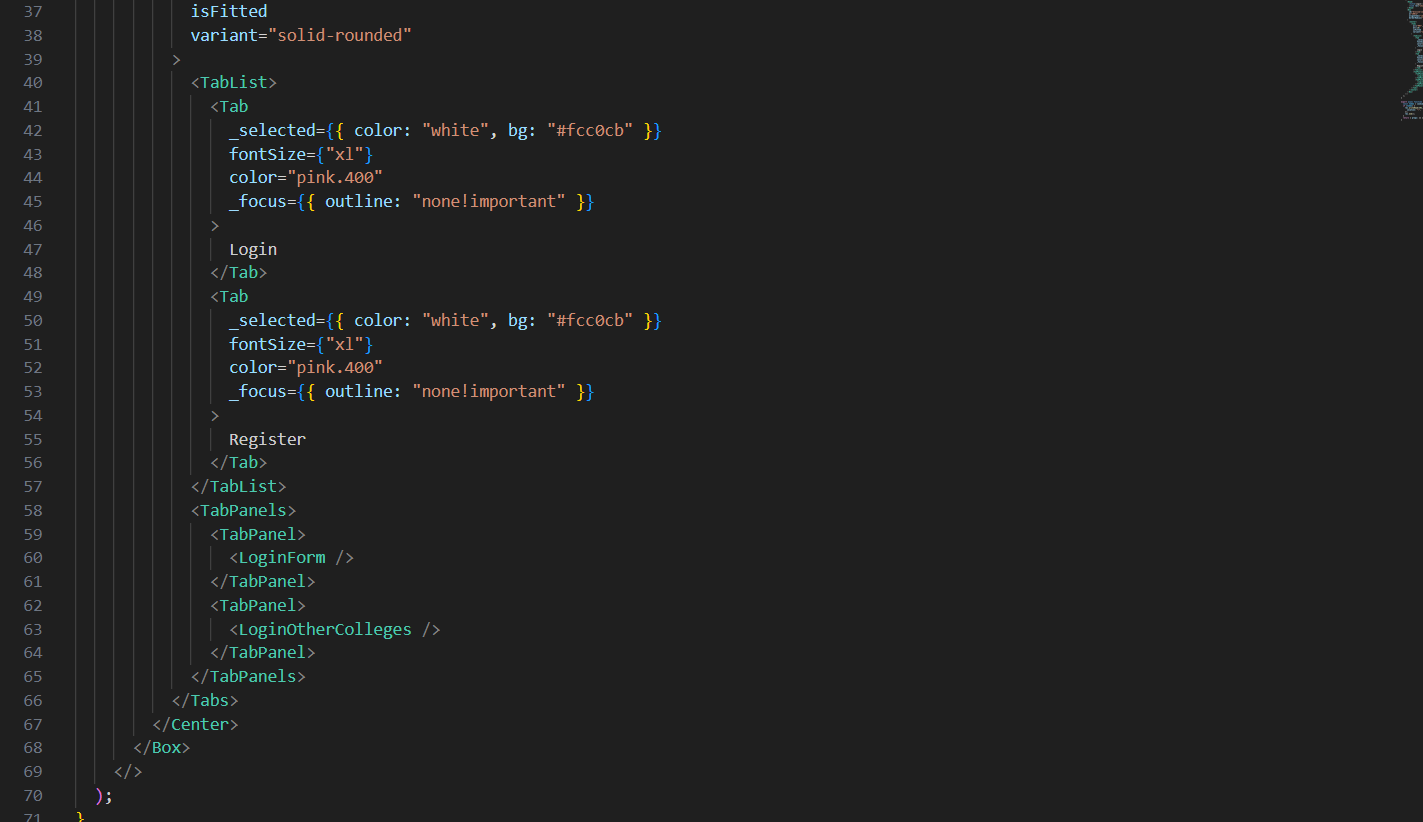 37 isFitted
38 variant="solid-rounded"
39 >
40 <TabList>
41 <Tab
42 _selected={{ color: "white", bg: "#fcc0cb" }}
43 fontSize={"xl"}
44 color="pink.400"
45 _focus={{ outline: "none!important" }}
46 >
47 Login
48 </Tab>
49 <Tab
50 _selected={{ color: "white", bg: "#fcc0cb" }}
51 fontSize={"xl"}
52 color="pink.400"
53 _focus={{ outline: "none!important" }}
54 >
55 Register
56 </Tab>
57 </TabList>
58 <TabPanels>
59 <TabPanel>
60 <LoginForm />
61 </TabPanel>
62 <TabPanel>
63 <LoginOtherColleges />
64 </TabPanel>
65 </TabPanels>
66 </Tabs>
67 </Center>
68 </Box>
69 </>
70 );
71 }